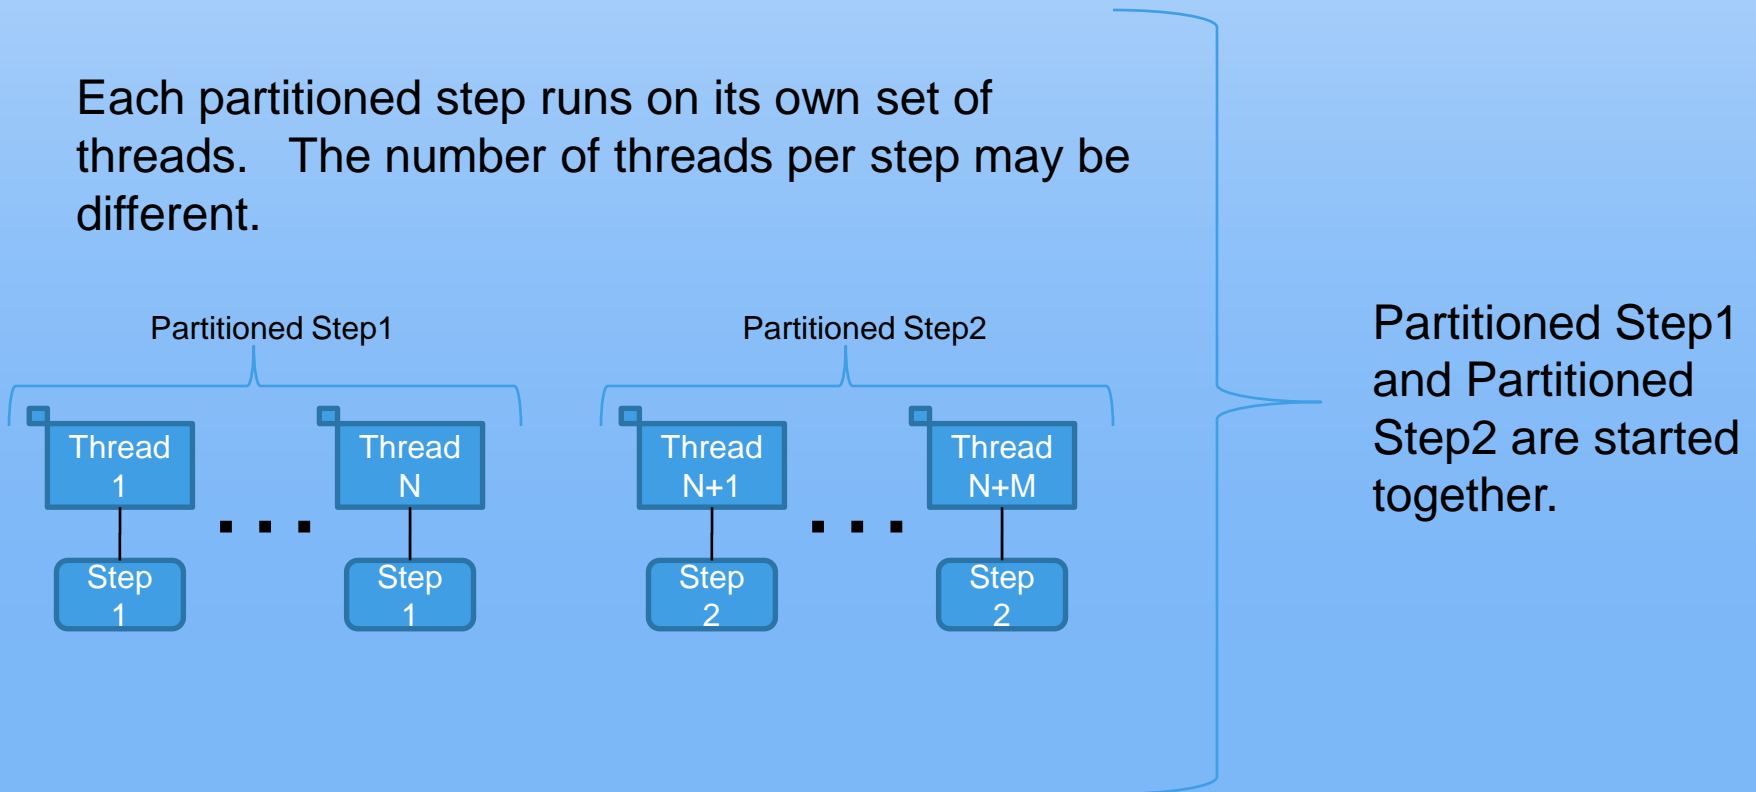 Each partitioned step runs on its own set of
threads.   The number of threads per step may be
different.
Partitioned Step1
Partitioned Step2
Thread
1
Thread
N
Thread
N+1
Thread
N+M
. . .
. . .
Step
1
Step
1
Step
2
Step
2
Partitioned Step1
and Partitioned
Step2 are started
together.